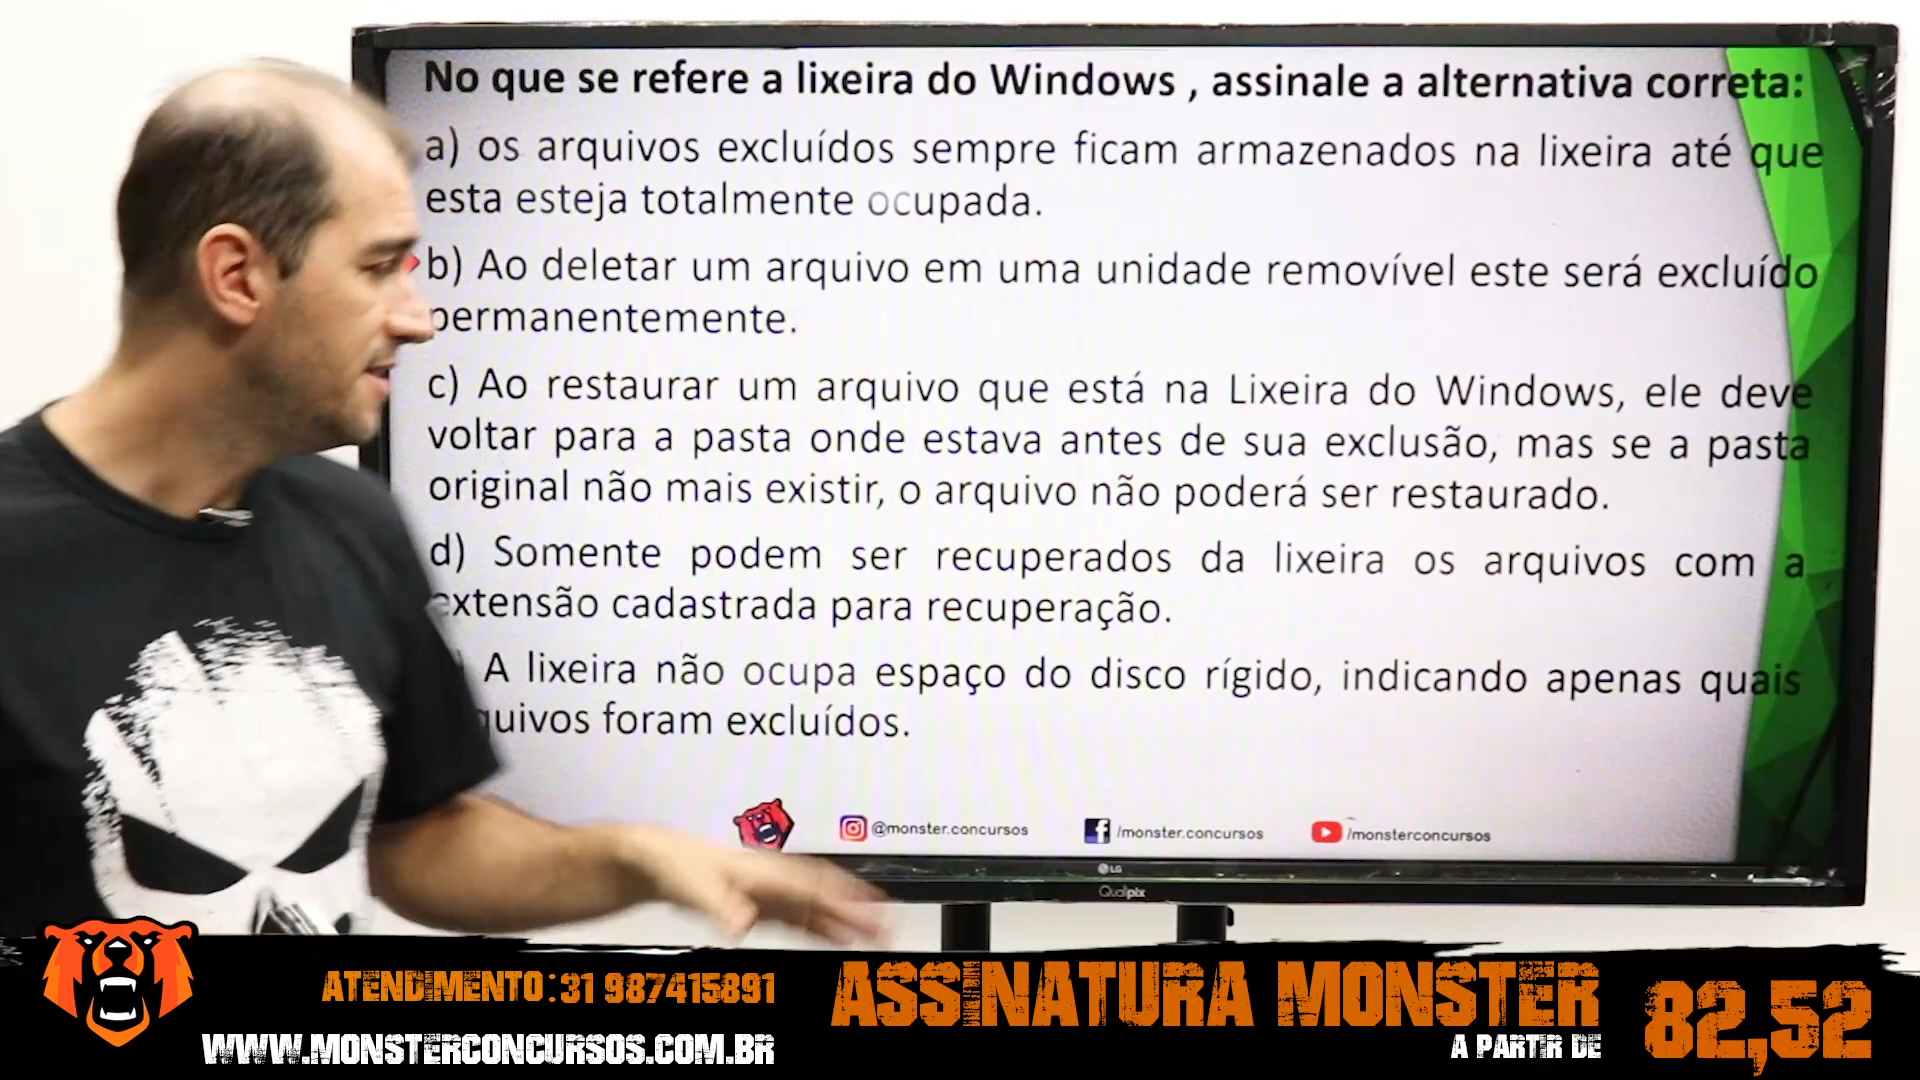 No que se refere a lixeira do Windows , assinale a alternativa correta:
a) os arquivos excluídos sempre ficam armazenados na lixeira até que
esta esteja totalmente ocupada.
b) Ao deletar um arquivo em uma unidade removível este será excluído
permanentemente.
c) Ao restaurar um arquivo que está na Lixeira do Windows, ele deve
voltar para a pasta onde estava antes de sua exclusão, mas se a pasta
original não mais existir, o arquivo não poderá ser restaurado.
d) Somente podem ser recuperados da lixeira os arquivos com a
extensão cadastrada para recuperação.
) A lixeira não ocupa espaço do disco rígido, indicando apenas quais
quivos foram excluídos.
@monster.concursos /monster.concursos /monsterconcursos
LG
Qualipix
ATENDIMENTO: 31 987415891
WWW.MONSTERCONCURSOS.COM.BR
ASSINATURA MONSTER
A PARTIR DE
82,52